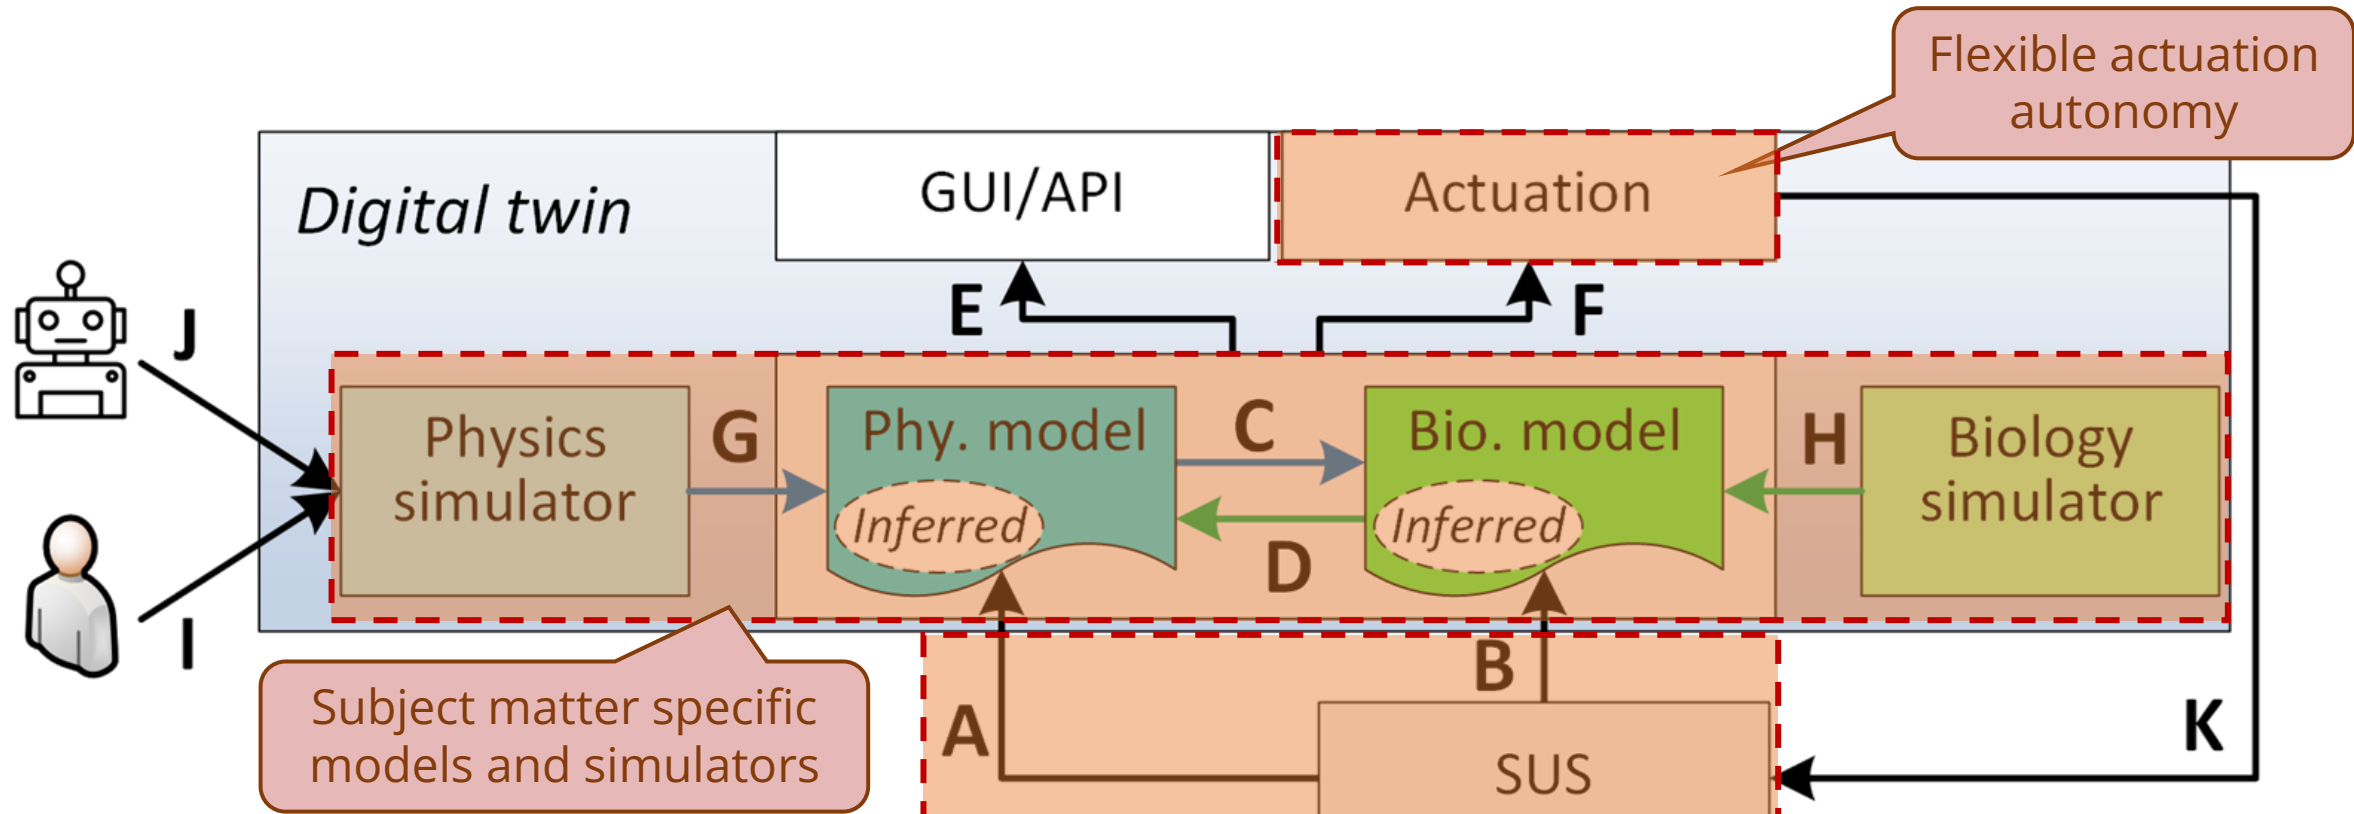 Flexible actuation
autonomy
Digital twin
GUI/API
Actuation
E
F
J
Physics
simulator
G
Phy. model
Inferred
C
D
Bio. model
Inferred
H
Biology
simulator
I
Subject matter specific
models and simulators
A
B
SUS
K